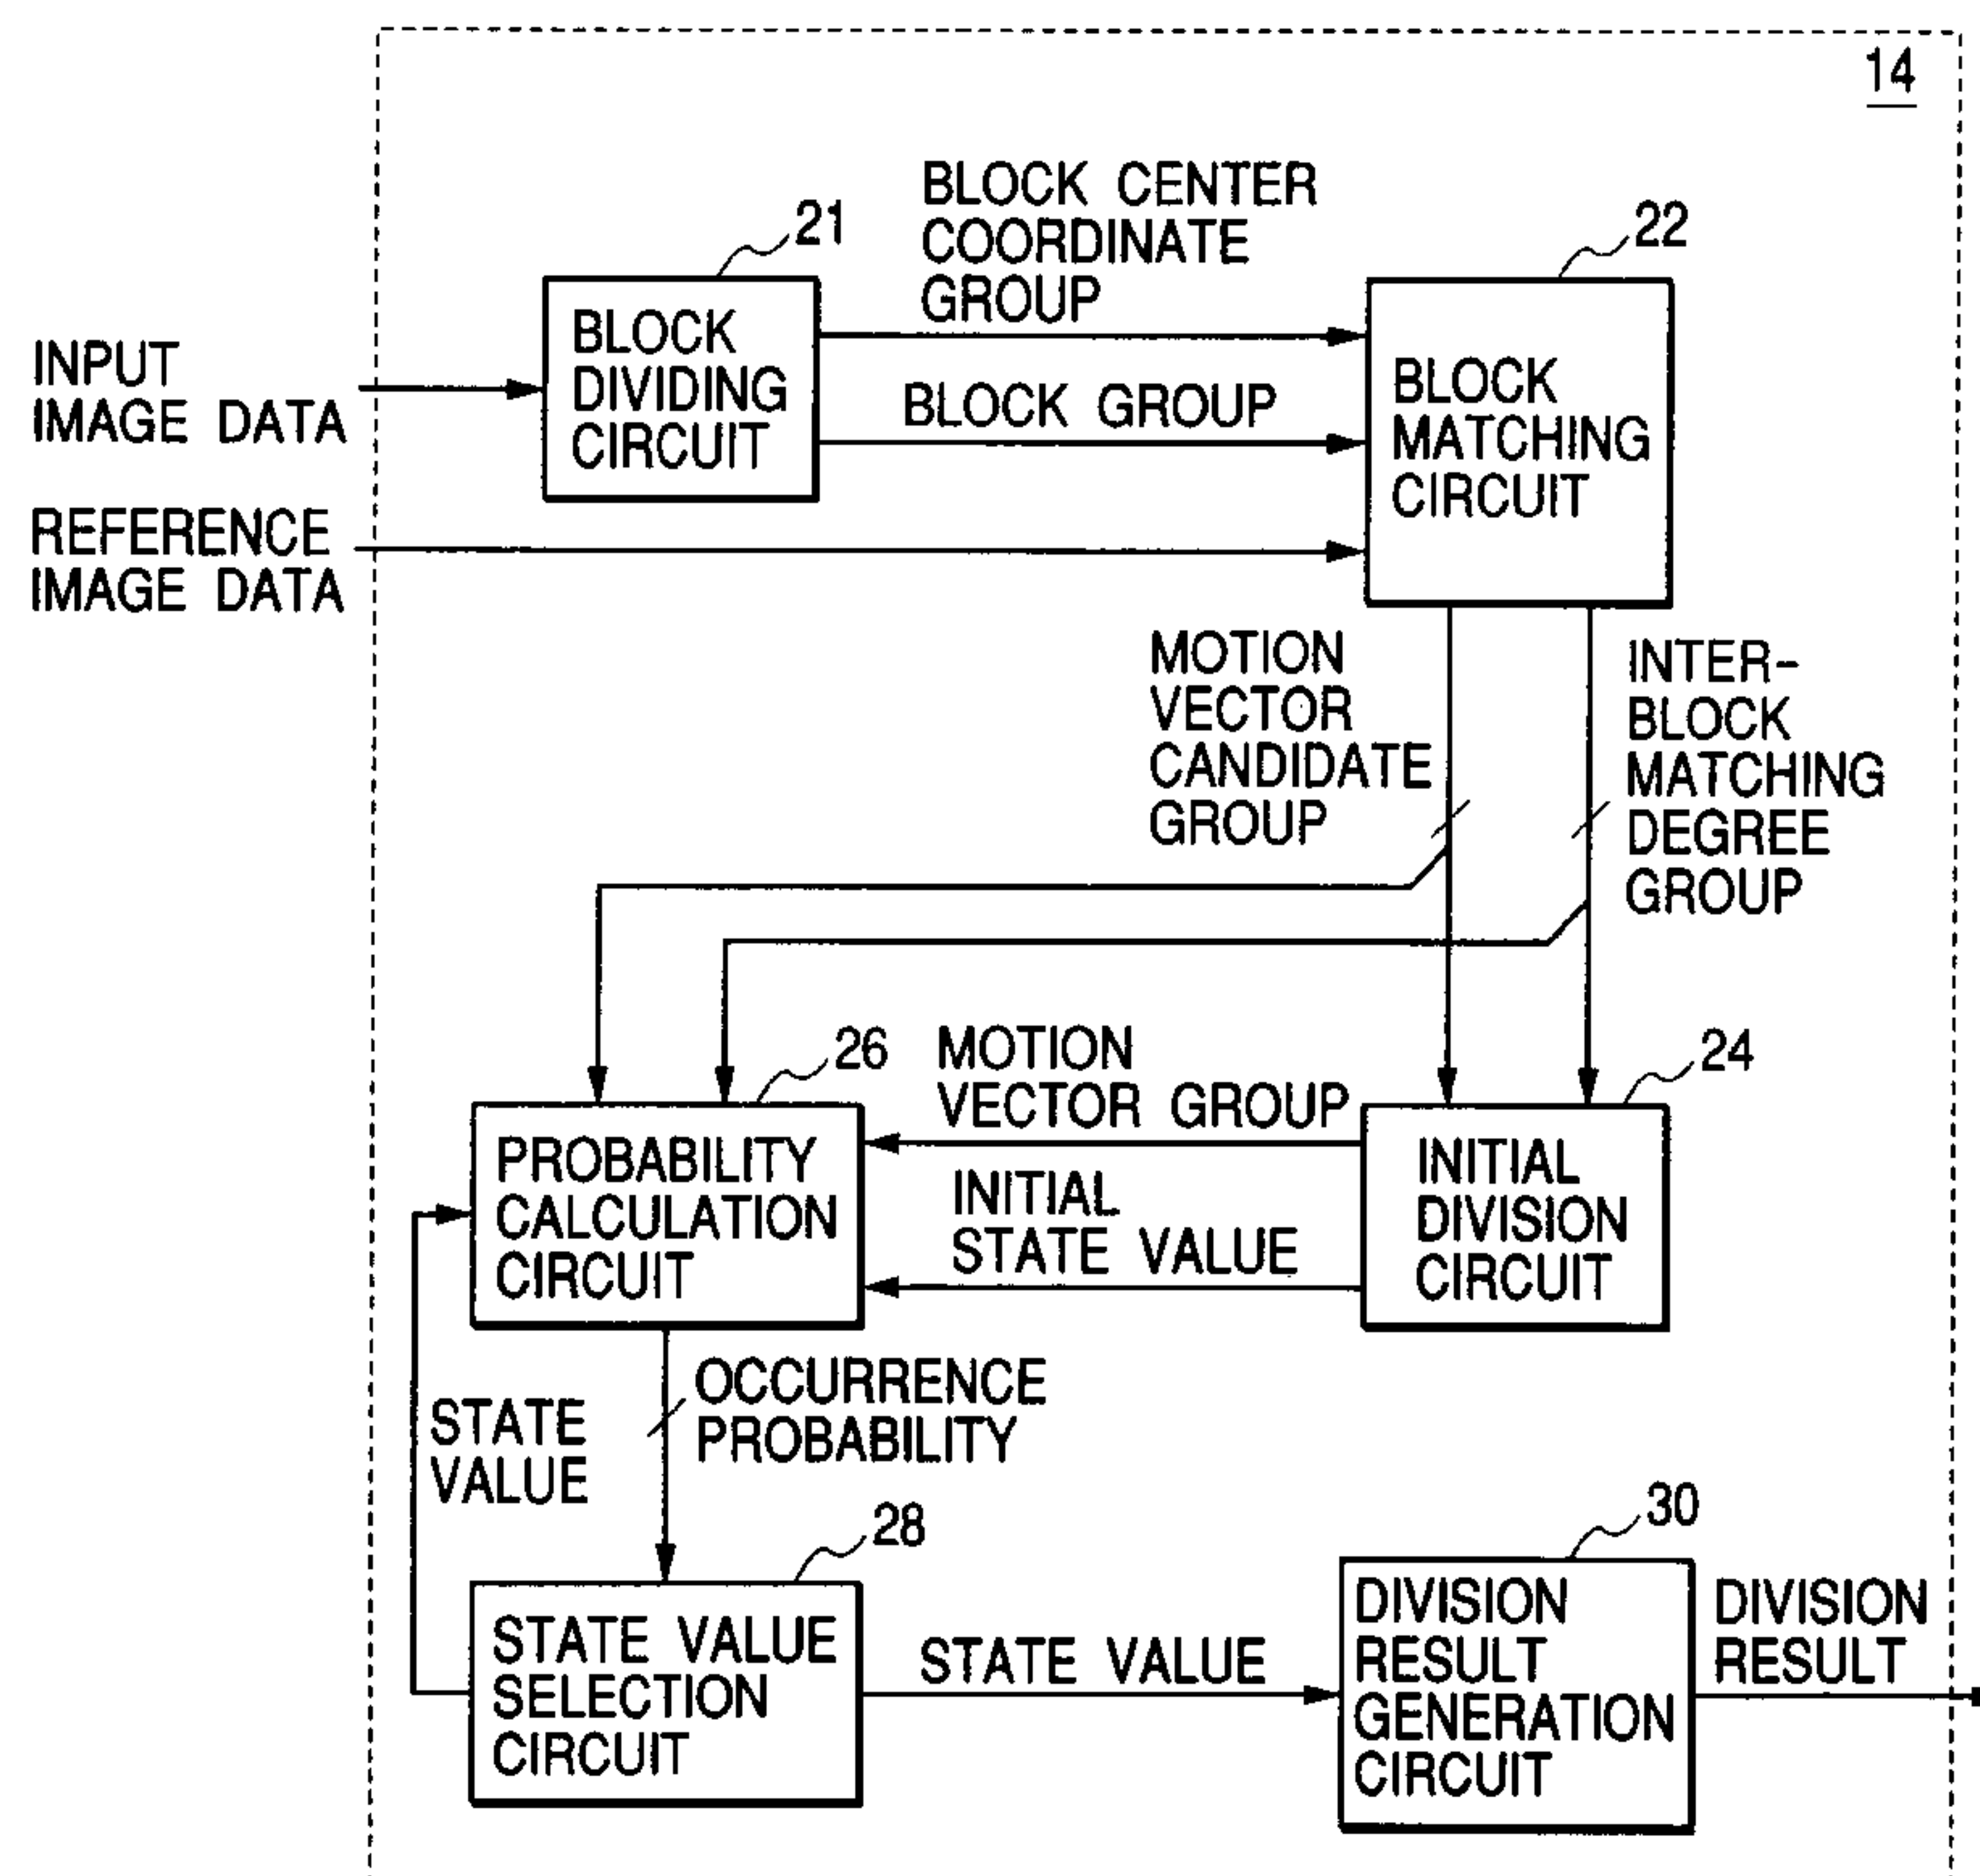 14
BLOCK CENTER
COORDINATE
GROUP
21
22
BLOCK
DIVIDING
CIRCUIT
INPUT
IMAGE DATA
BLOCK GROUP
BLOCK
MATCHING
CIRCUIT
REFERENCE
IMAGE DATA
MOTION
VECTOR
CANDIDATE
GROUP
INTER-
BLOCK
MATCHING
DEGREE
GROUP
26
MOTION
VECTOR GROUP
24
PROBABILITY
CALCULATION
CIRCUIT
INITIAL
STATE VALUE
INITIAL
DIVISION
CIRCUIT
STATE
VALUE
OCCURRENCE
PROBABILITY
28
30
STATE VALUE
SELECTION
CIRCUIT
STATE VALUE
DIVISION
RESULT
GENERATION
CIRCUIT
DIVISION
RESULT